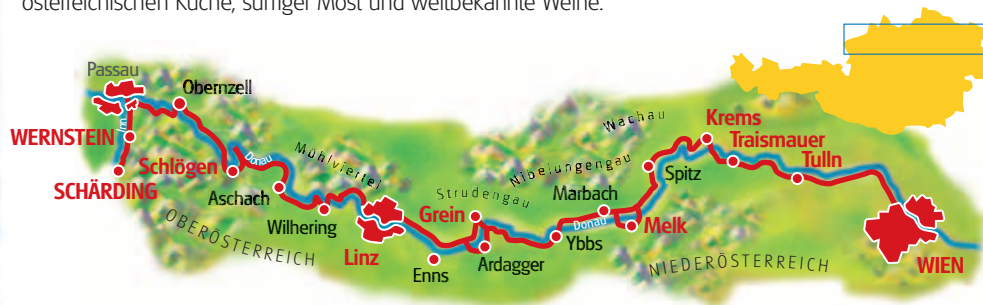 österreichischen Küche, süffiger Most und weltbekannte Weine.
Passau
Obernzell
Inn
WERNSTEIN
SCHÄRDING
Schlögen
Donau
Mühlviertel
Aschach
Wilhering
OBERÖSTERREICH
Linz
Enns
Strudengau
Grein
Ardagger
Nibelungengau
Wachau
Marbach
Donau
Ybbs
Melk
Spitz
Krems
Traismauer
Tulln
NIEDERÖSTERREICH
WIEN